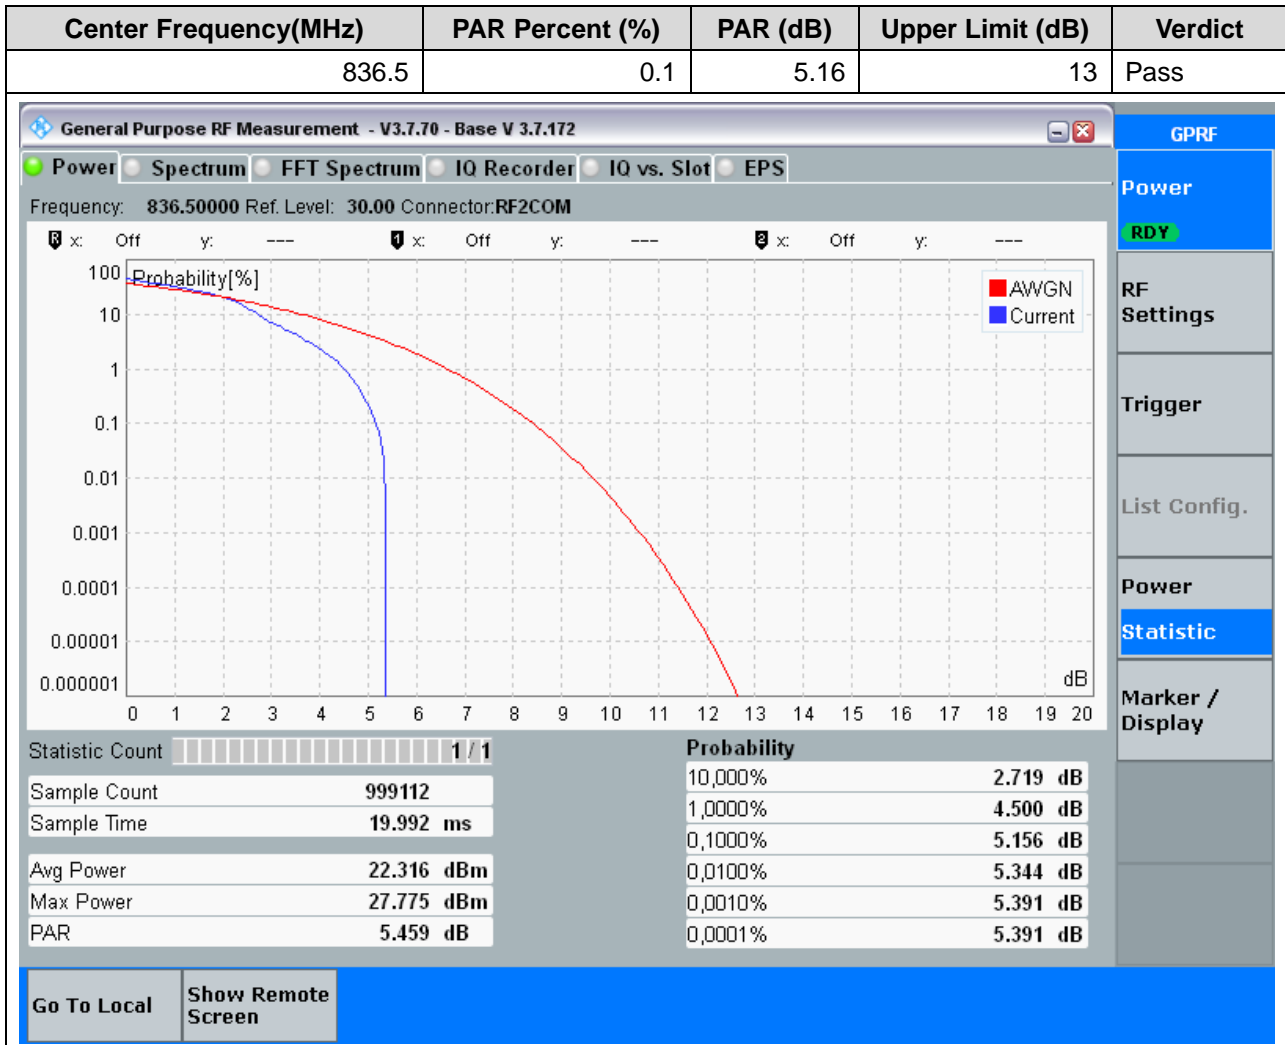 Center Frequency(MHz) PAR Percent (%) PAR (dB) Upper Limit (dB) Verdict
836.5 0.1 5.16 13 Pass
General Purpose RF Measurement - V3.7.70 - Base V 3.7.172
GPRF
Power Spectrum FFT Spectrum IQ Recorder IQ vs. Slot EPS
Frequency: 836.50000 Ref. Level: 30.00 Connector:RF2COM
R x: Off y: --- 1 x: Off y: --- 2 x: Off y: ---
Probability[%]
100
10
1
0.1
0.01
0.001
0.0001
0.00001
0.000001
AWGN
Current
dB
0 1 2 3 4 5 6 7 8 9 10 11 12 13 14 15 16 17 18 19 20
Statistic Count 1 / 1
Sample Count 999112
Sample Time 19.992 ms
Avg Power 22.316 dBm
Max Power 27.775 dBm
PAR 5.459 dB
Probability
10,000% 2.719 dB
1,0000% 4.500 dB
0,1000% 5.156 dB
0,0100% 5.344 dB
0,0010% 5.391 dB
0,0001% 5.391 dB
Power
RDY
RF
Settings
Trigger
List Config.
Power
Statistic
Marker /
Display
Go To Local
Show Remote
Screen